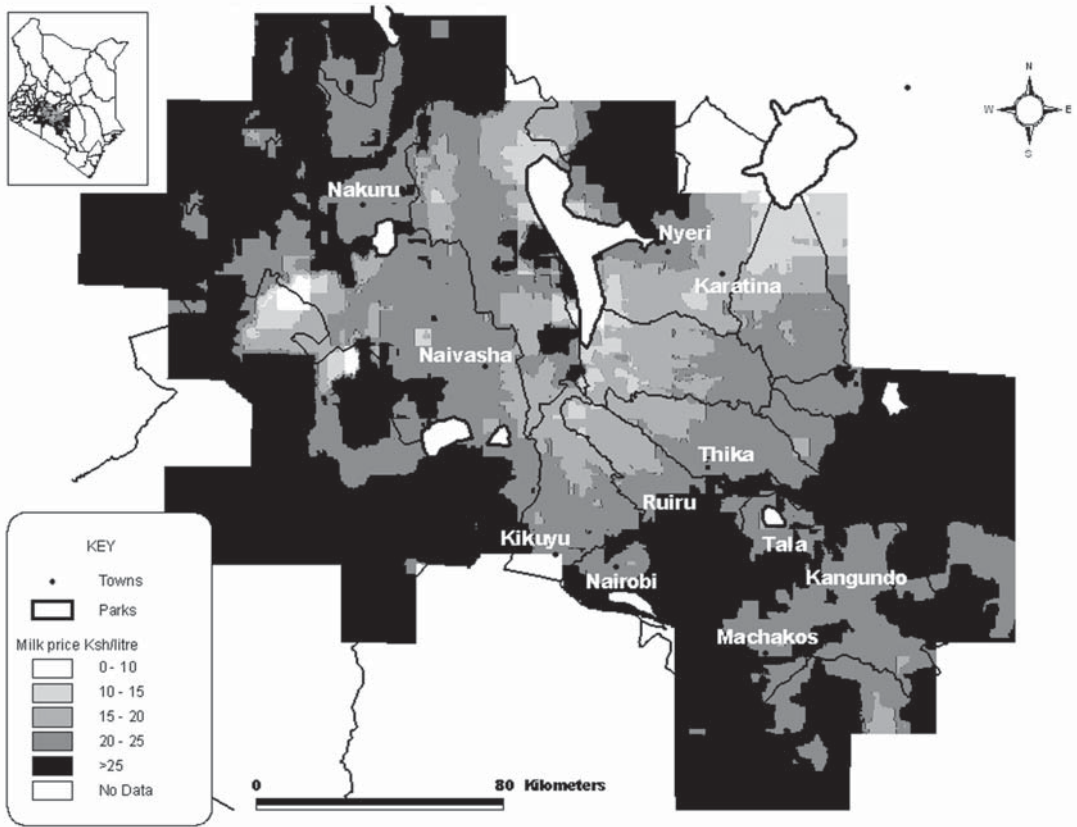 N
W E
S
Nakuru
Nyeri
Karatina
Naivasha
Thika
Ruiru
Kikuyu
Tala
Nairobi
Kangundo
Machakos
KEY
Towns
Parks
Milk price Ksh/litre
0 - 10
10 - 15
15 - 20
20 - 25
>25
No Data
0 80 Kilometers